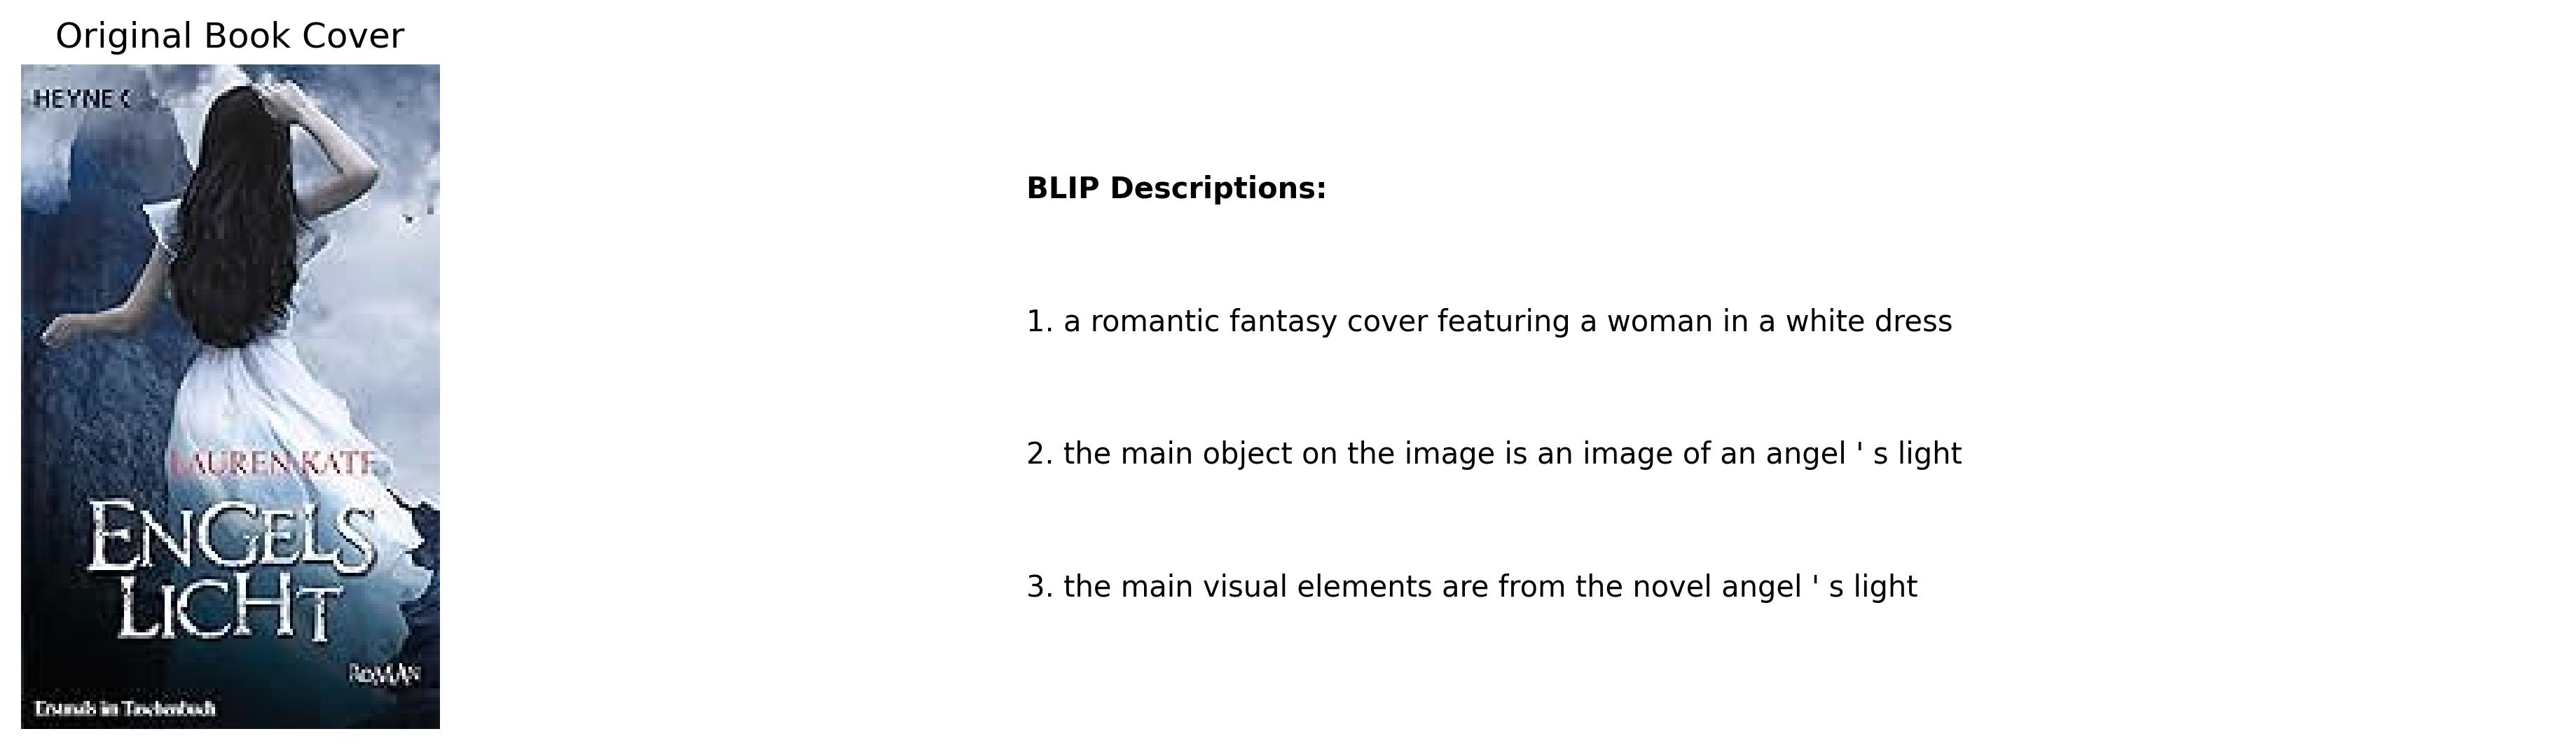 Original Book Cover
HEYNE <
LAUREN KATE
ENGELS
LICHT
ROMAN
Erstmals im Taschenbuch
BLIP Descriptions:
1. a romantic fantasy cover featuring a woman in a white dress
2. the main object on the image is an image of an angel ' s light
3. the main visual elements are from the novel angel ' s light